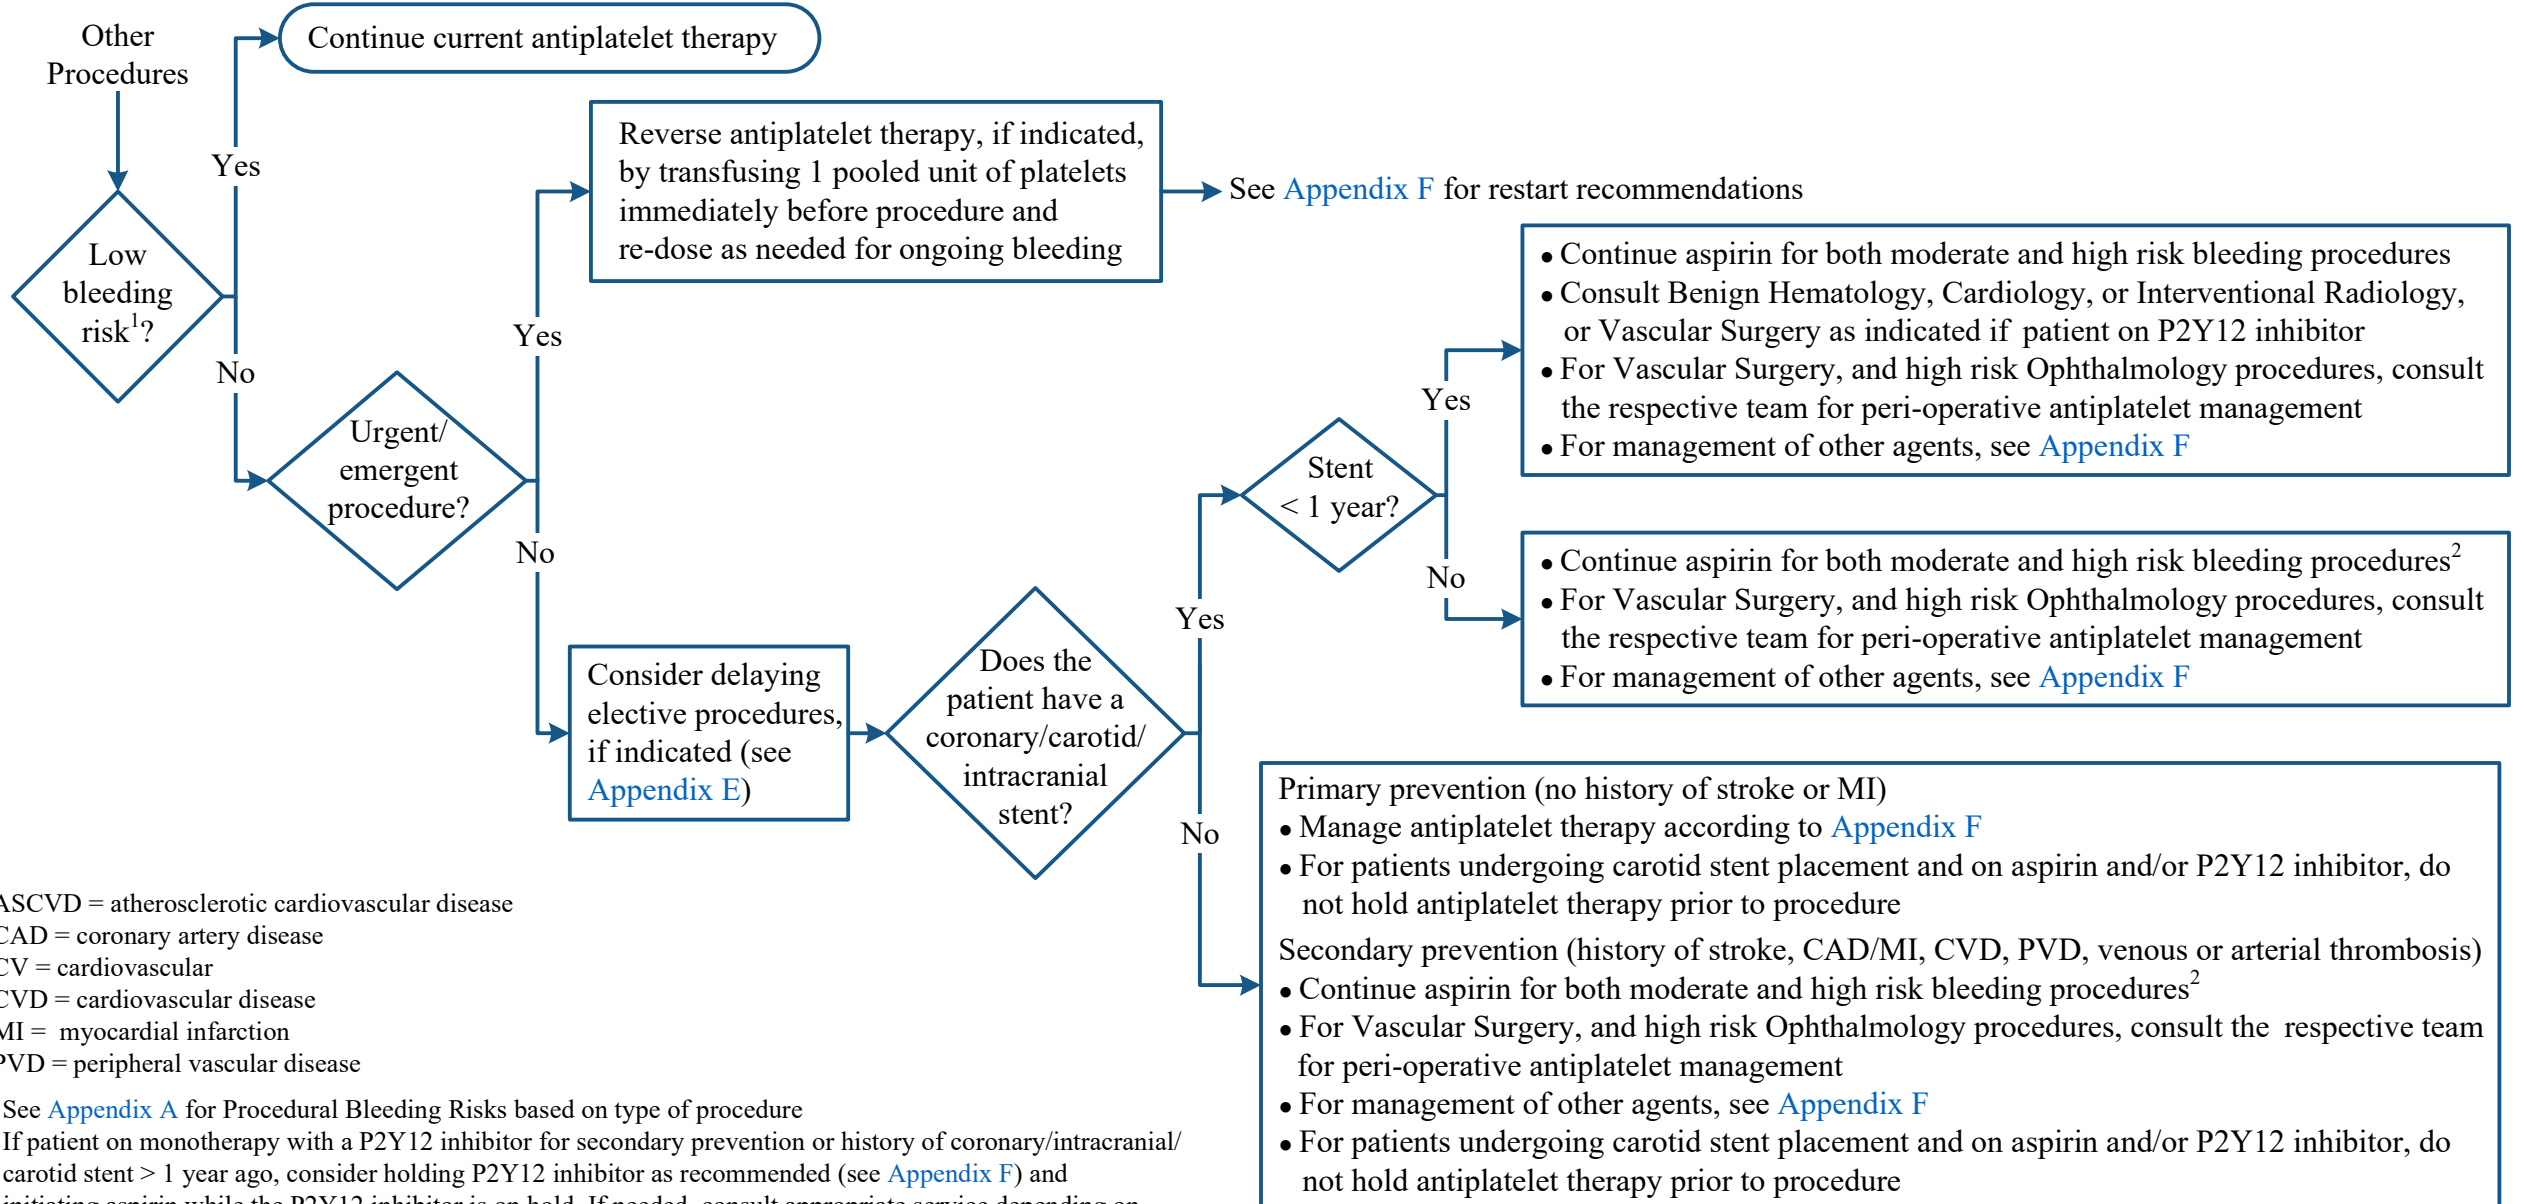 Other
Procedures
Continue current antiplatelet therapy
Yes
Low
bleeding
risk¹?
No
Reverse antiplatelet therapy, if indicated,
by transfusing 1 pooled unit of platelets
immediately before procedure and
re-dose as needed for ongoing bleeding
See Appendix F for restart recommendations
Yes
Urgent/
emergent
procedure?
No
Consider delaying
elective procedures,
if indicated (see
Appendix E)
Does the
patient have a
coronary/carotid/
intracranial
stent?
Yes
No
Stent
< 1 year?
Yes
No
• Continue aspirin for both moderate and high risk bleeding procedures
• Consult Benign Hematology, Cardiology, or Interventional Radiology,
or Vascular Surgery as indicated if patient on P2Y12 inhibitor
• For Vascular Surgery, and high risk Ophthalmology procedures, consult
the respective team for peri-operative antiplatelet management
• For management of other agents, see Appendix F
• Continue aspirin for both moderate and high risk bleeding procedures²
• For Vascular Surgery, and high risk Ophthalmology procedures, consult
the respective team for peri-operative antiplatelet management
• For management of other agents, see Appendix F
Primary prevention (no history of stroke or MI)
• Manage antiplatelet therapy according to Appendix F
• For patients undergoing carotid stent placement and on aspirin and/or P2Y12 inhibitor, do
not hold antiplatelet therapy prior to procedure
Secondary prevention (history of stroke, CAD/MI, CVD, PVD, venous or arterial thrombosis)
• Continue aspirin for both moderate and high risk bleeding procedures²
• For Vascular Surgery, and high risk Ophthalmology procedures, consult the respective team
for peri-operative antiplatelet management
• For management of other agents, see Appendix F
• For patients undergoing carotid stent placement and on aspirin and/or P2Y12 inhibitor, do
not hold antiplatelet therapy prior to procedure
ASCVD = atherosclerotic cardiovascular disease
CAD = coronary artery disease
CV = cardiovascular
CVD = cardiovascular disease
MI = myocardial infarction
PVD = peripheral vascular disease
See Appendix A for Procedural Bleeding Risks based on type of procedure
If patient on monotherapy with a P2Y12 inhibitor for secondary prevention or history of coronary/intracranial/
carotid stent > 1 year ago, consider holding P2Y12 inhibitor as recommended (see Appendix F) and
initiating aspirin while the P2Y12 inhibitor is on hold. If needed, consult appropriate service depending on